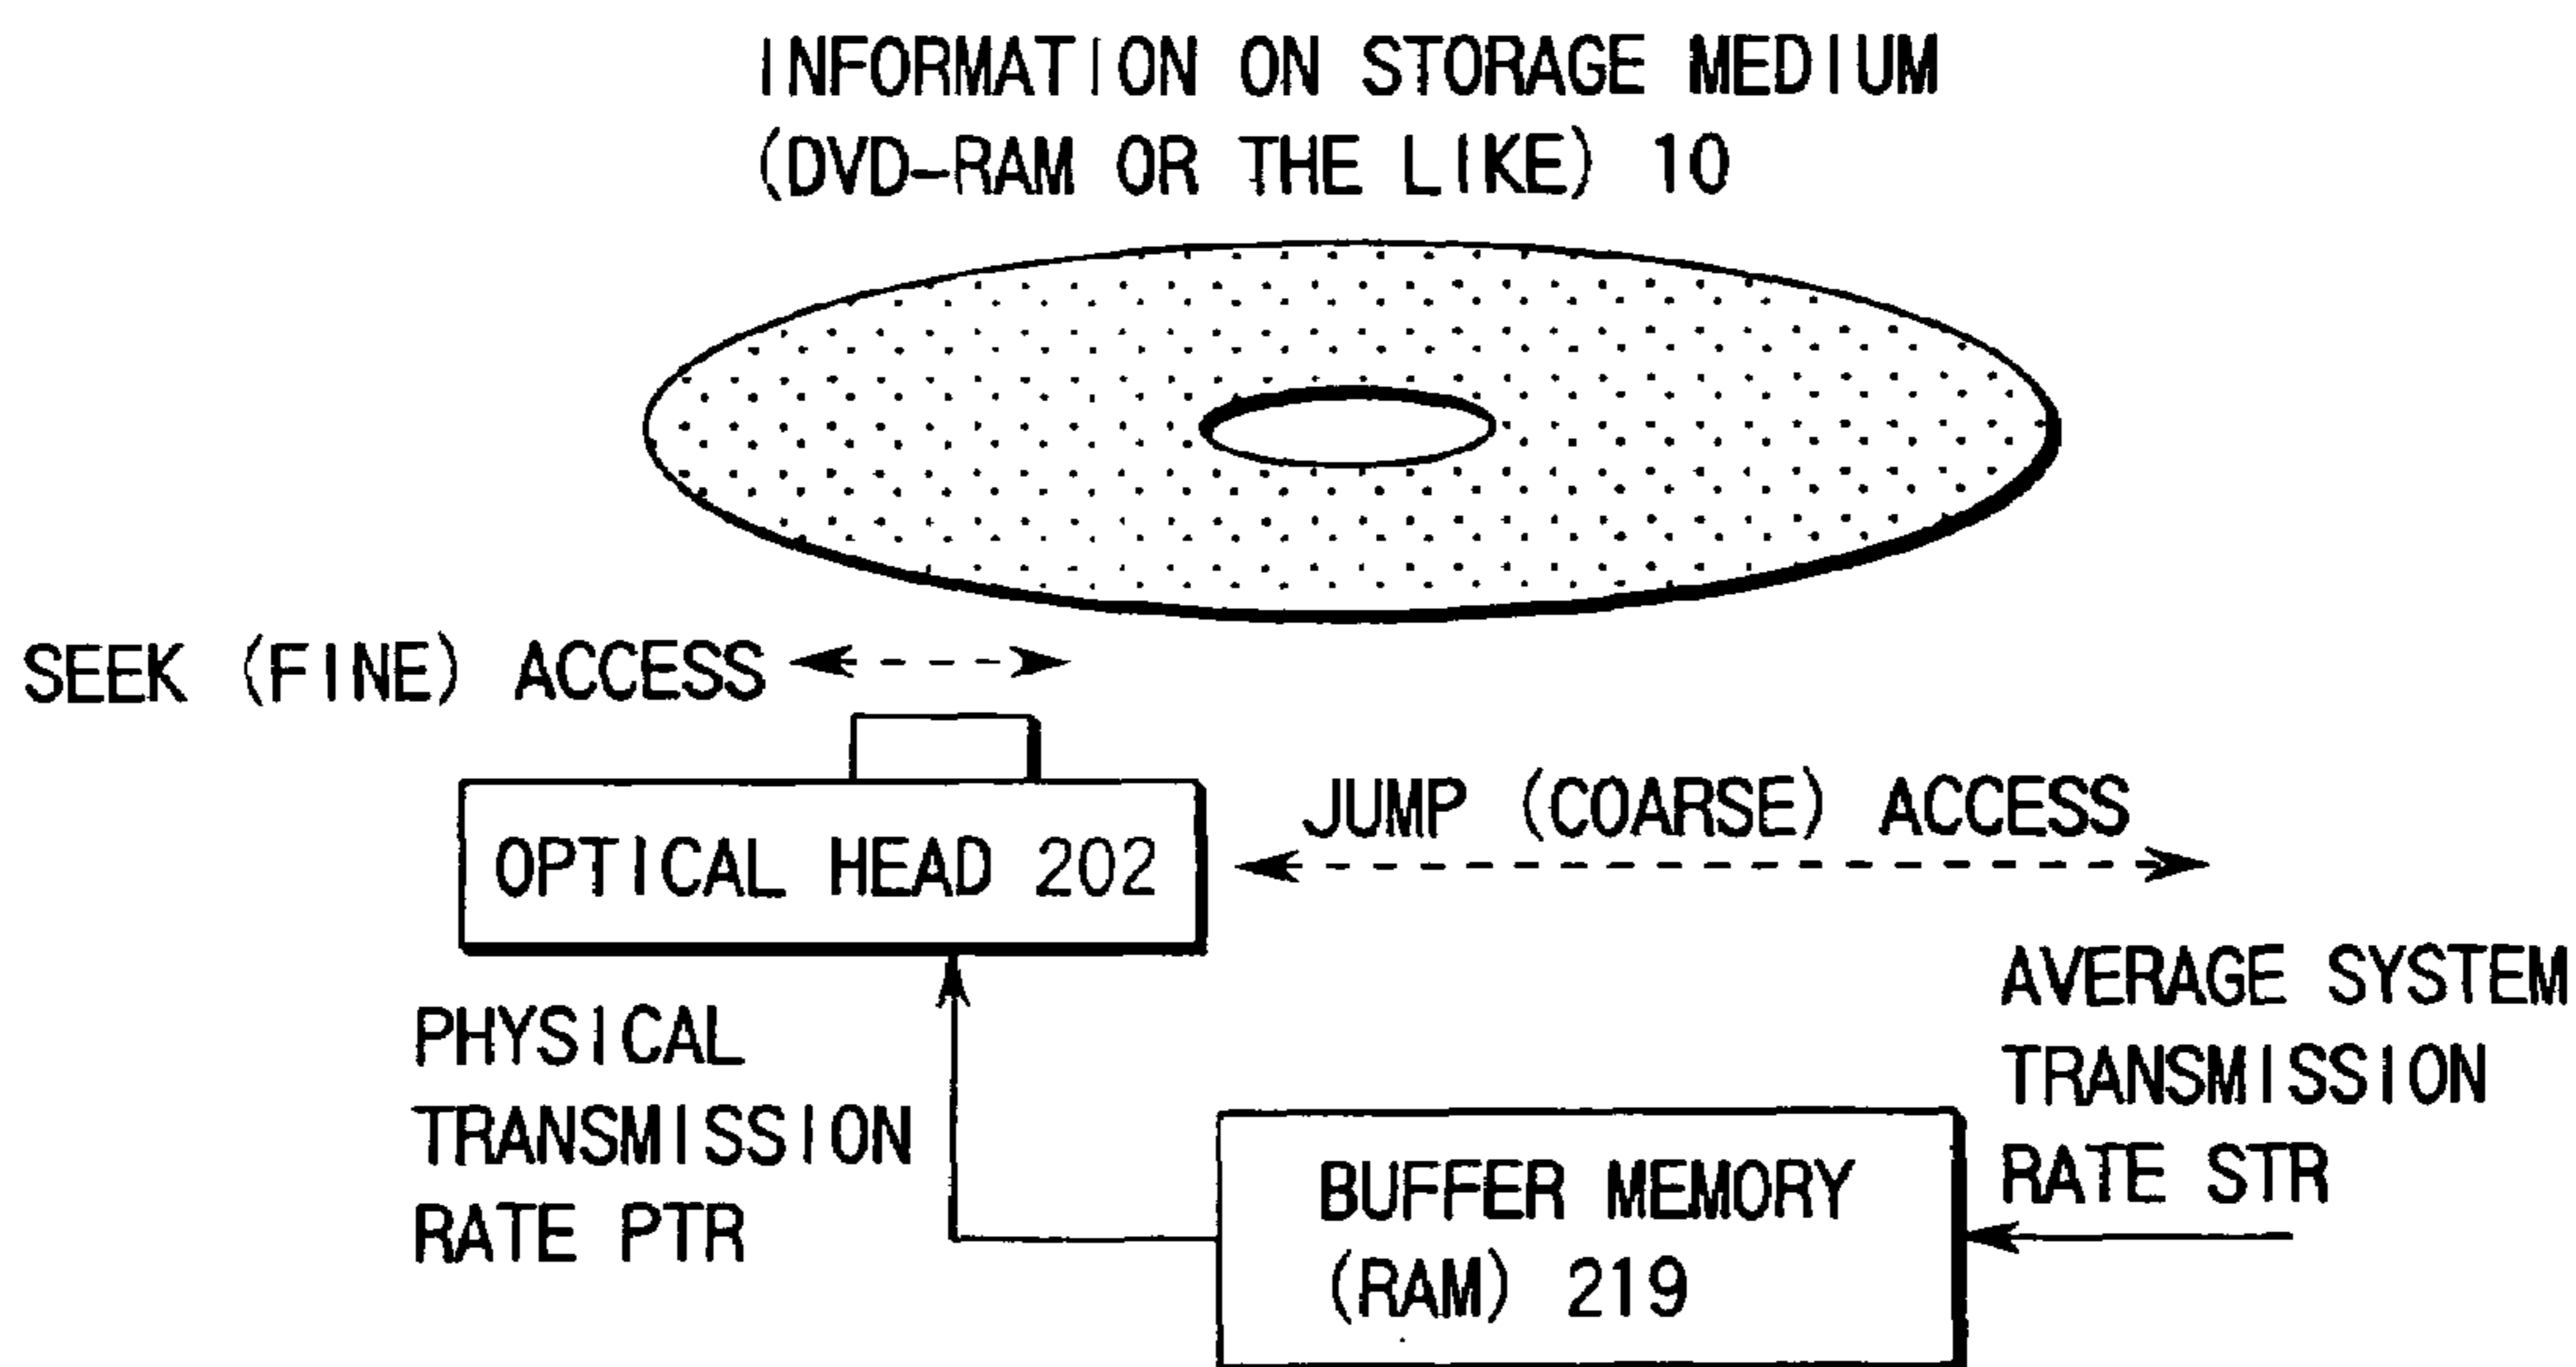 INFORMATION ON STORAGE MEDIUM
(DVD-RAM OR THE LIKE) 10
SEEK (FINE) ACCESS
JUMP (COARSE) ACCESS
OPTICAL HEAD 202
AVERAGE SYSTEM
TRANSMISSION
RATE STR
PHYSICAL
TRANSMISSION
RATE PTR
BUFFER MEMORY
(RAM) 219